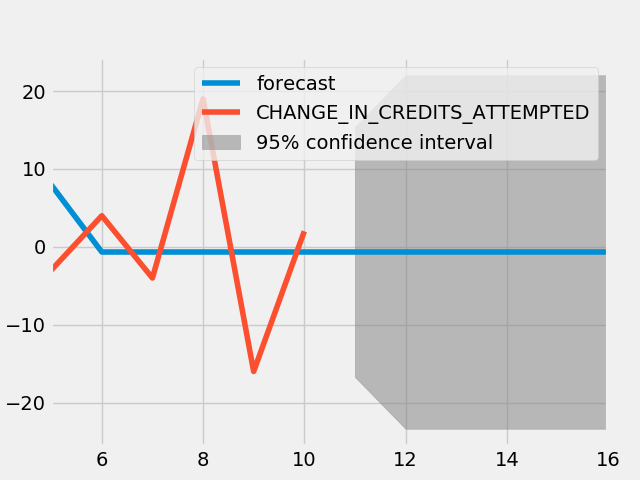 forecast
CHANGE_IN_CREDITS_ATTEMPTED
95% confidence interval
20
10
0
−10
−20
6 8 10 12 14 16